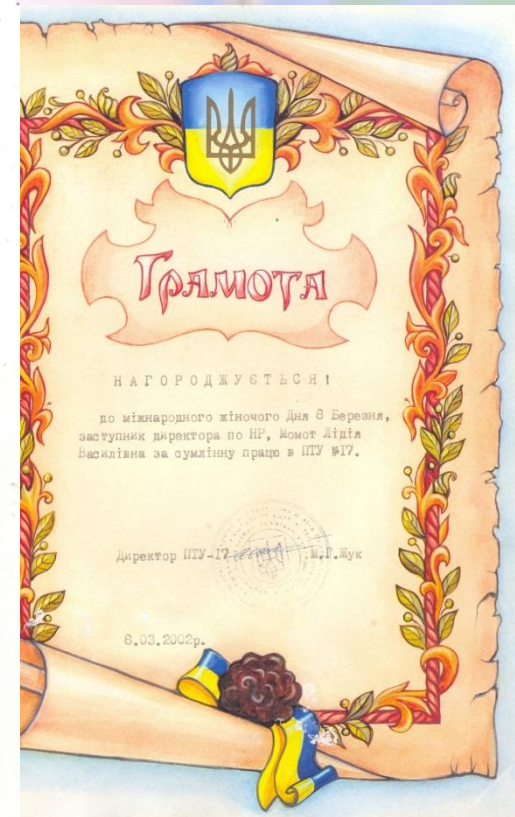 Грамота
НАГОРОДЖУЄТЬСЯ!
до міжнародного жіночого Дня 8 Березня,
заступник директора по НР, Момот Лідія
Василівна за сумлінну працю в ПТУ №17.
Директор ПТУ-17 М.Г.Жук
8.03.2002р.